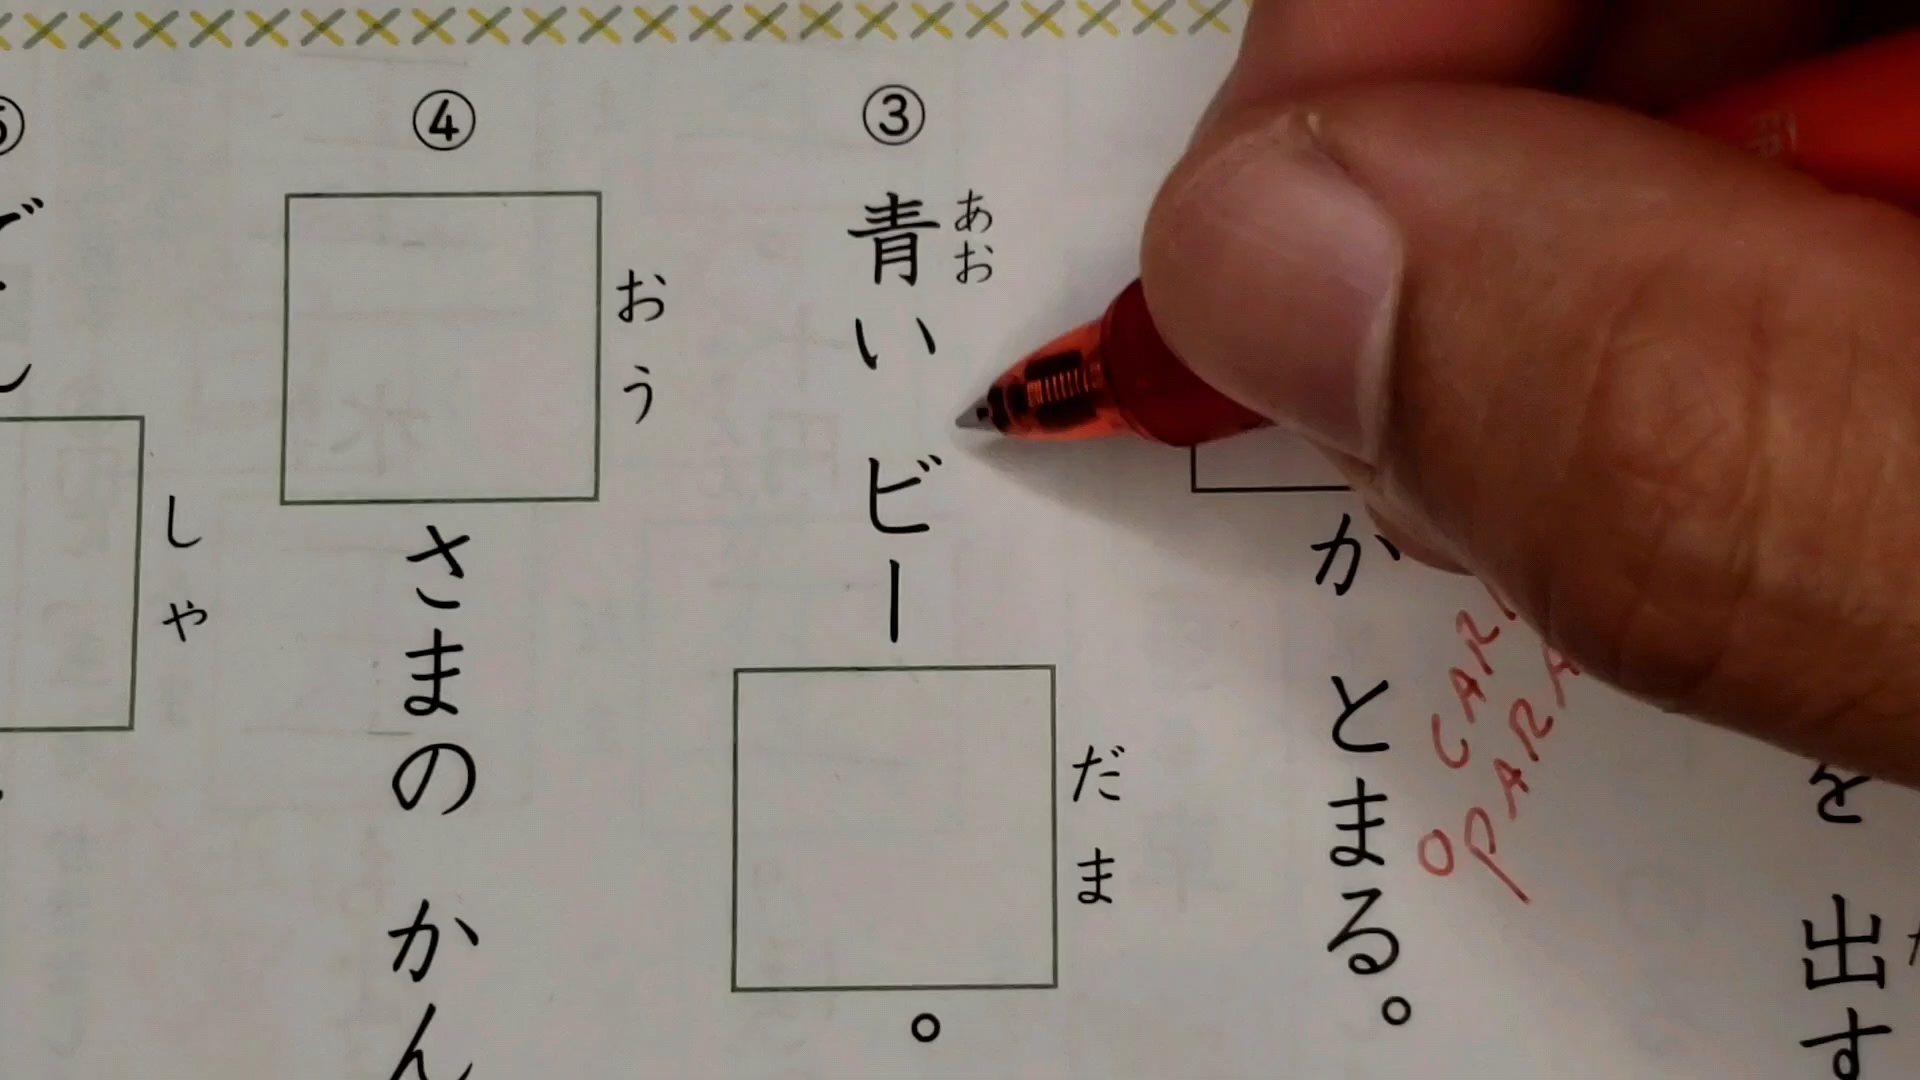 を 出す
か とまる。
CAR
O PARA
③
青い ビー□。
あお
だま
④
□さまの かん
おう
⑤
しゃ